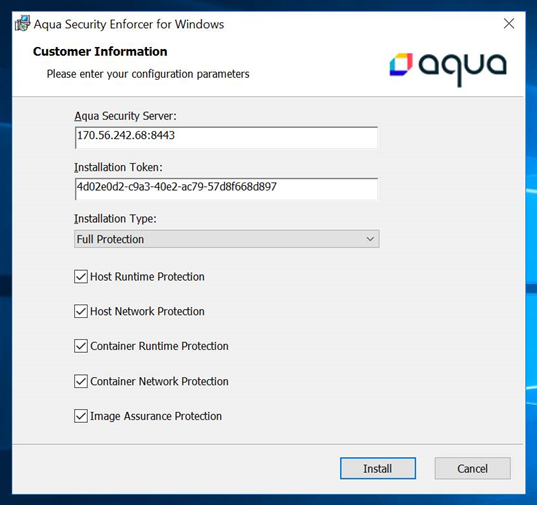 Aqua Security Enforcer for Windows
Customer Information
Please enter your configuration parameters
aqua
Aqua Security Server:
170.56.242.68:8443
Installation Token:
4d02e0d2-c9a3-40e2-ac79-57d8f668d897
Installation Type:
Full Protection
Host Runtime Protection
Host Network Protection
Container Runtime Protection
Container Network Protection
Image Assurance Protection
Install Cancel